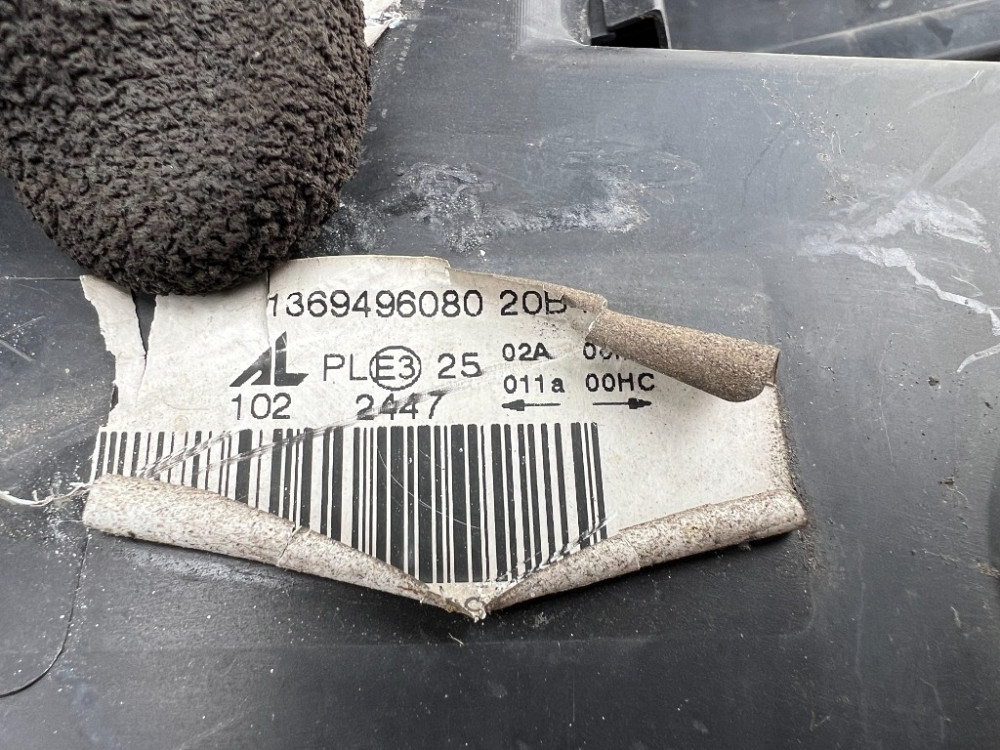 1369496080 20B
AL PL E3 25 02A
011a 00HC
102 2447